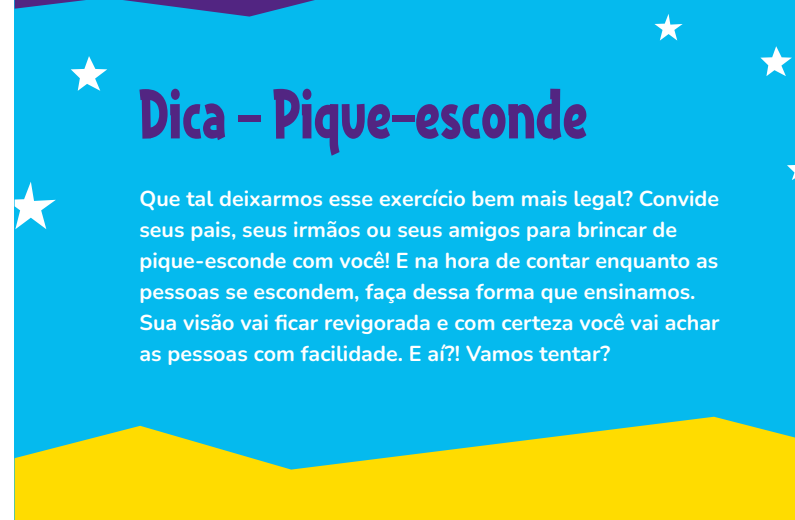 Dica - Pique-esconde
Que tal deixarmos esse exercício bem mais legal? Convide
seus pais, seus irmãos ou seus amigos para brincar de
pique-esconde com você! E na hora de contar enquanto as
pessoas se escondem, faça dessa forma que ensinamos.
Sua visão vai ficar revigorada e com certeza você vai achar
as pessoas com facilidade. E aí?! Vamos tentar?